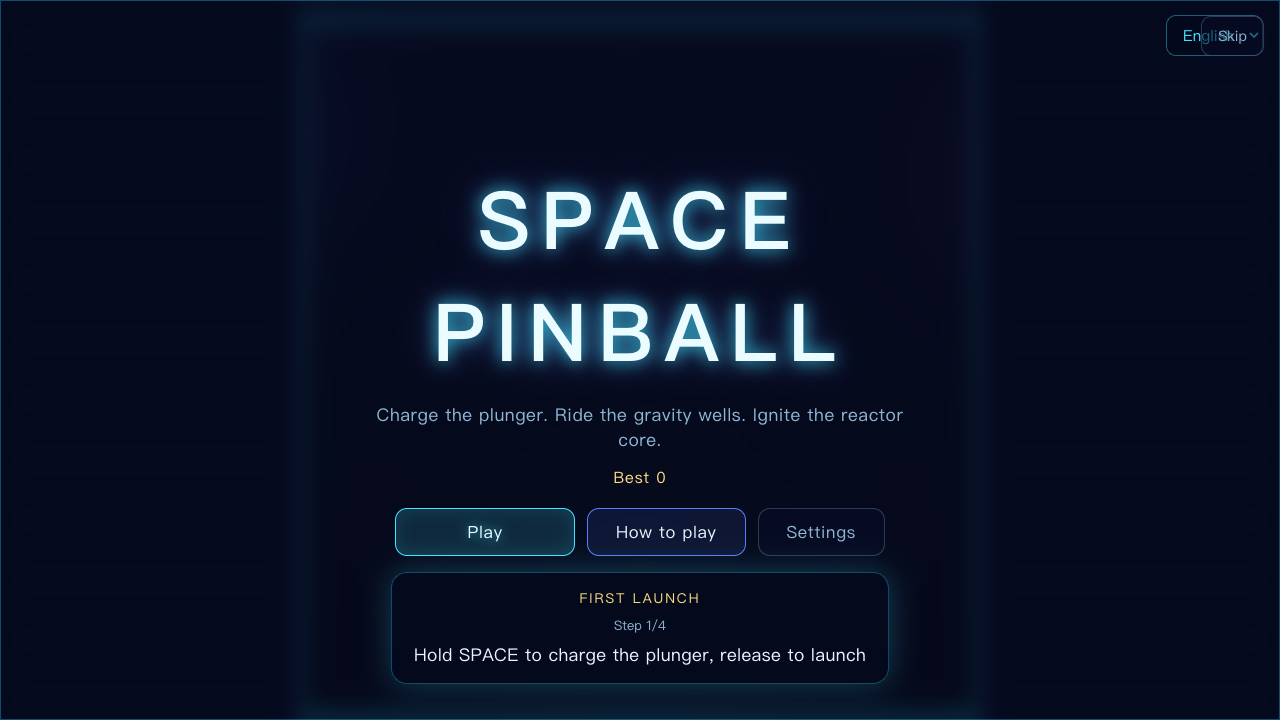 English
Skip
SPACE
PINBALL
Charge the plunger. Ride the gravity wells. Ignite the reactor
core.
Best 0
Play
How to play
Settings
FIRST LAUNCH
Step 1/4
Hold SPACE to charge the plunger, release to launch